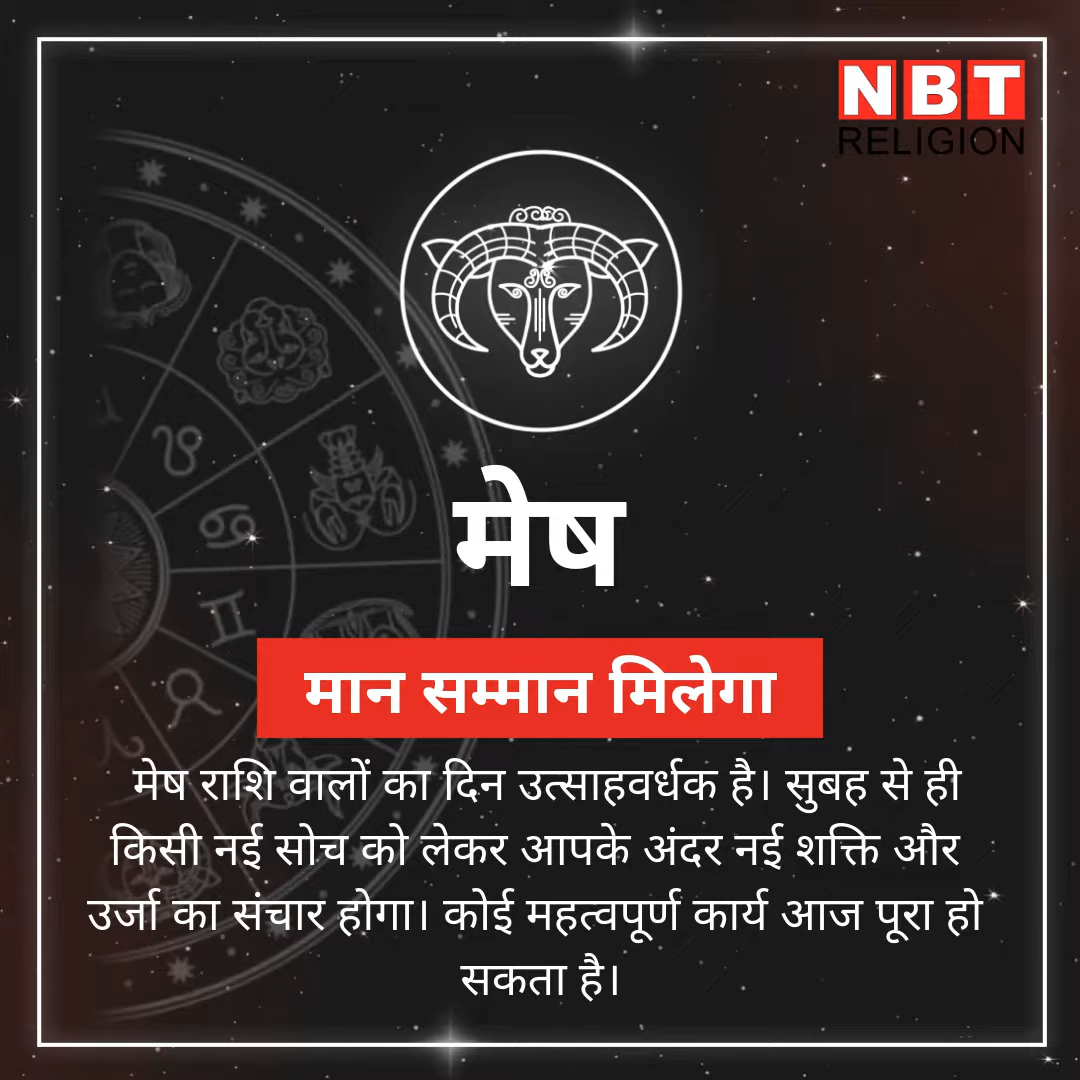 NBT
RELIGION
मेष
मान सम्मान मिलेगा
मेष राशि वालों का दिन उत्साहवर्धक है। सुबह से ही
किसी नई सोच को लेकर आपके अंदर नई शक्ति और
उर्जा का संचार होगा। कोई महत्वपूर्ण कार्य आज पूरा हो
सकता है।